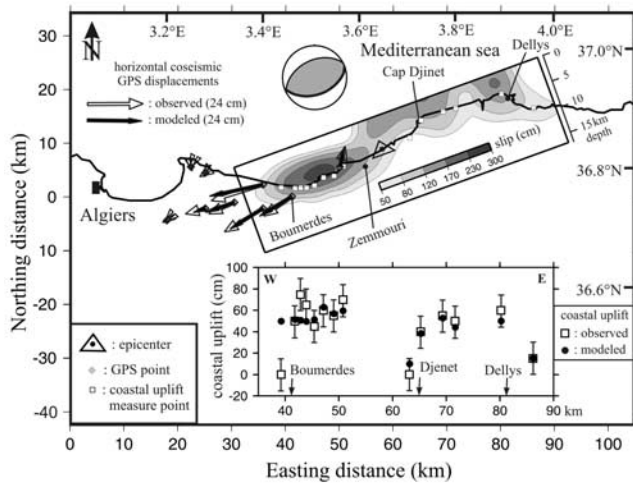 3.2°E 3.4°E 3.6°E 3.8°E 4.0°E
30 20 10 0 -10 -20 -30 -40
Northing distance (km)
N
Mediterranean sea
Dellys
37.0°N
horizontal coseismic
GPS displacements
: observed (24 cm)
: modeled (24 cm)
Cap Djinet
0
5
10
15 km
depth
slip (cm)
50 80 120 170 230 300
36.8°N
Algiers
Boumerdes
Zemmouri
36.6°N
: epicenter
: GPS point
: coastal uplift
measure point
W
E
100
80
60
40
20
0
-20
coastal uplift (cm)
Boumerdes
Djenet
Dellys
40 50 60 70 80 90
km
coastal uplift
: observed
: modeled
0 10 20 30 40 50 60 70 80 90 100
Easting distance (km)